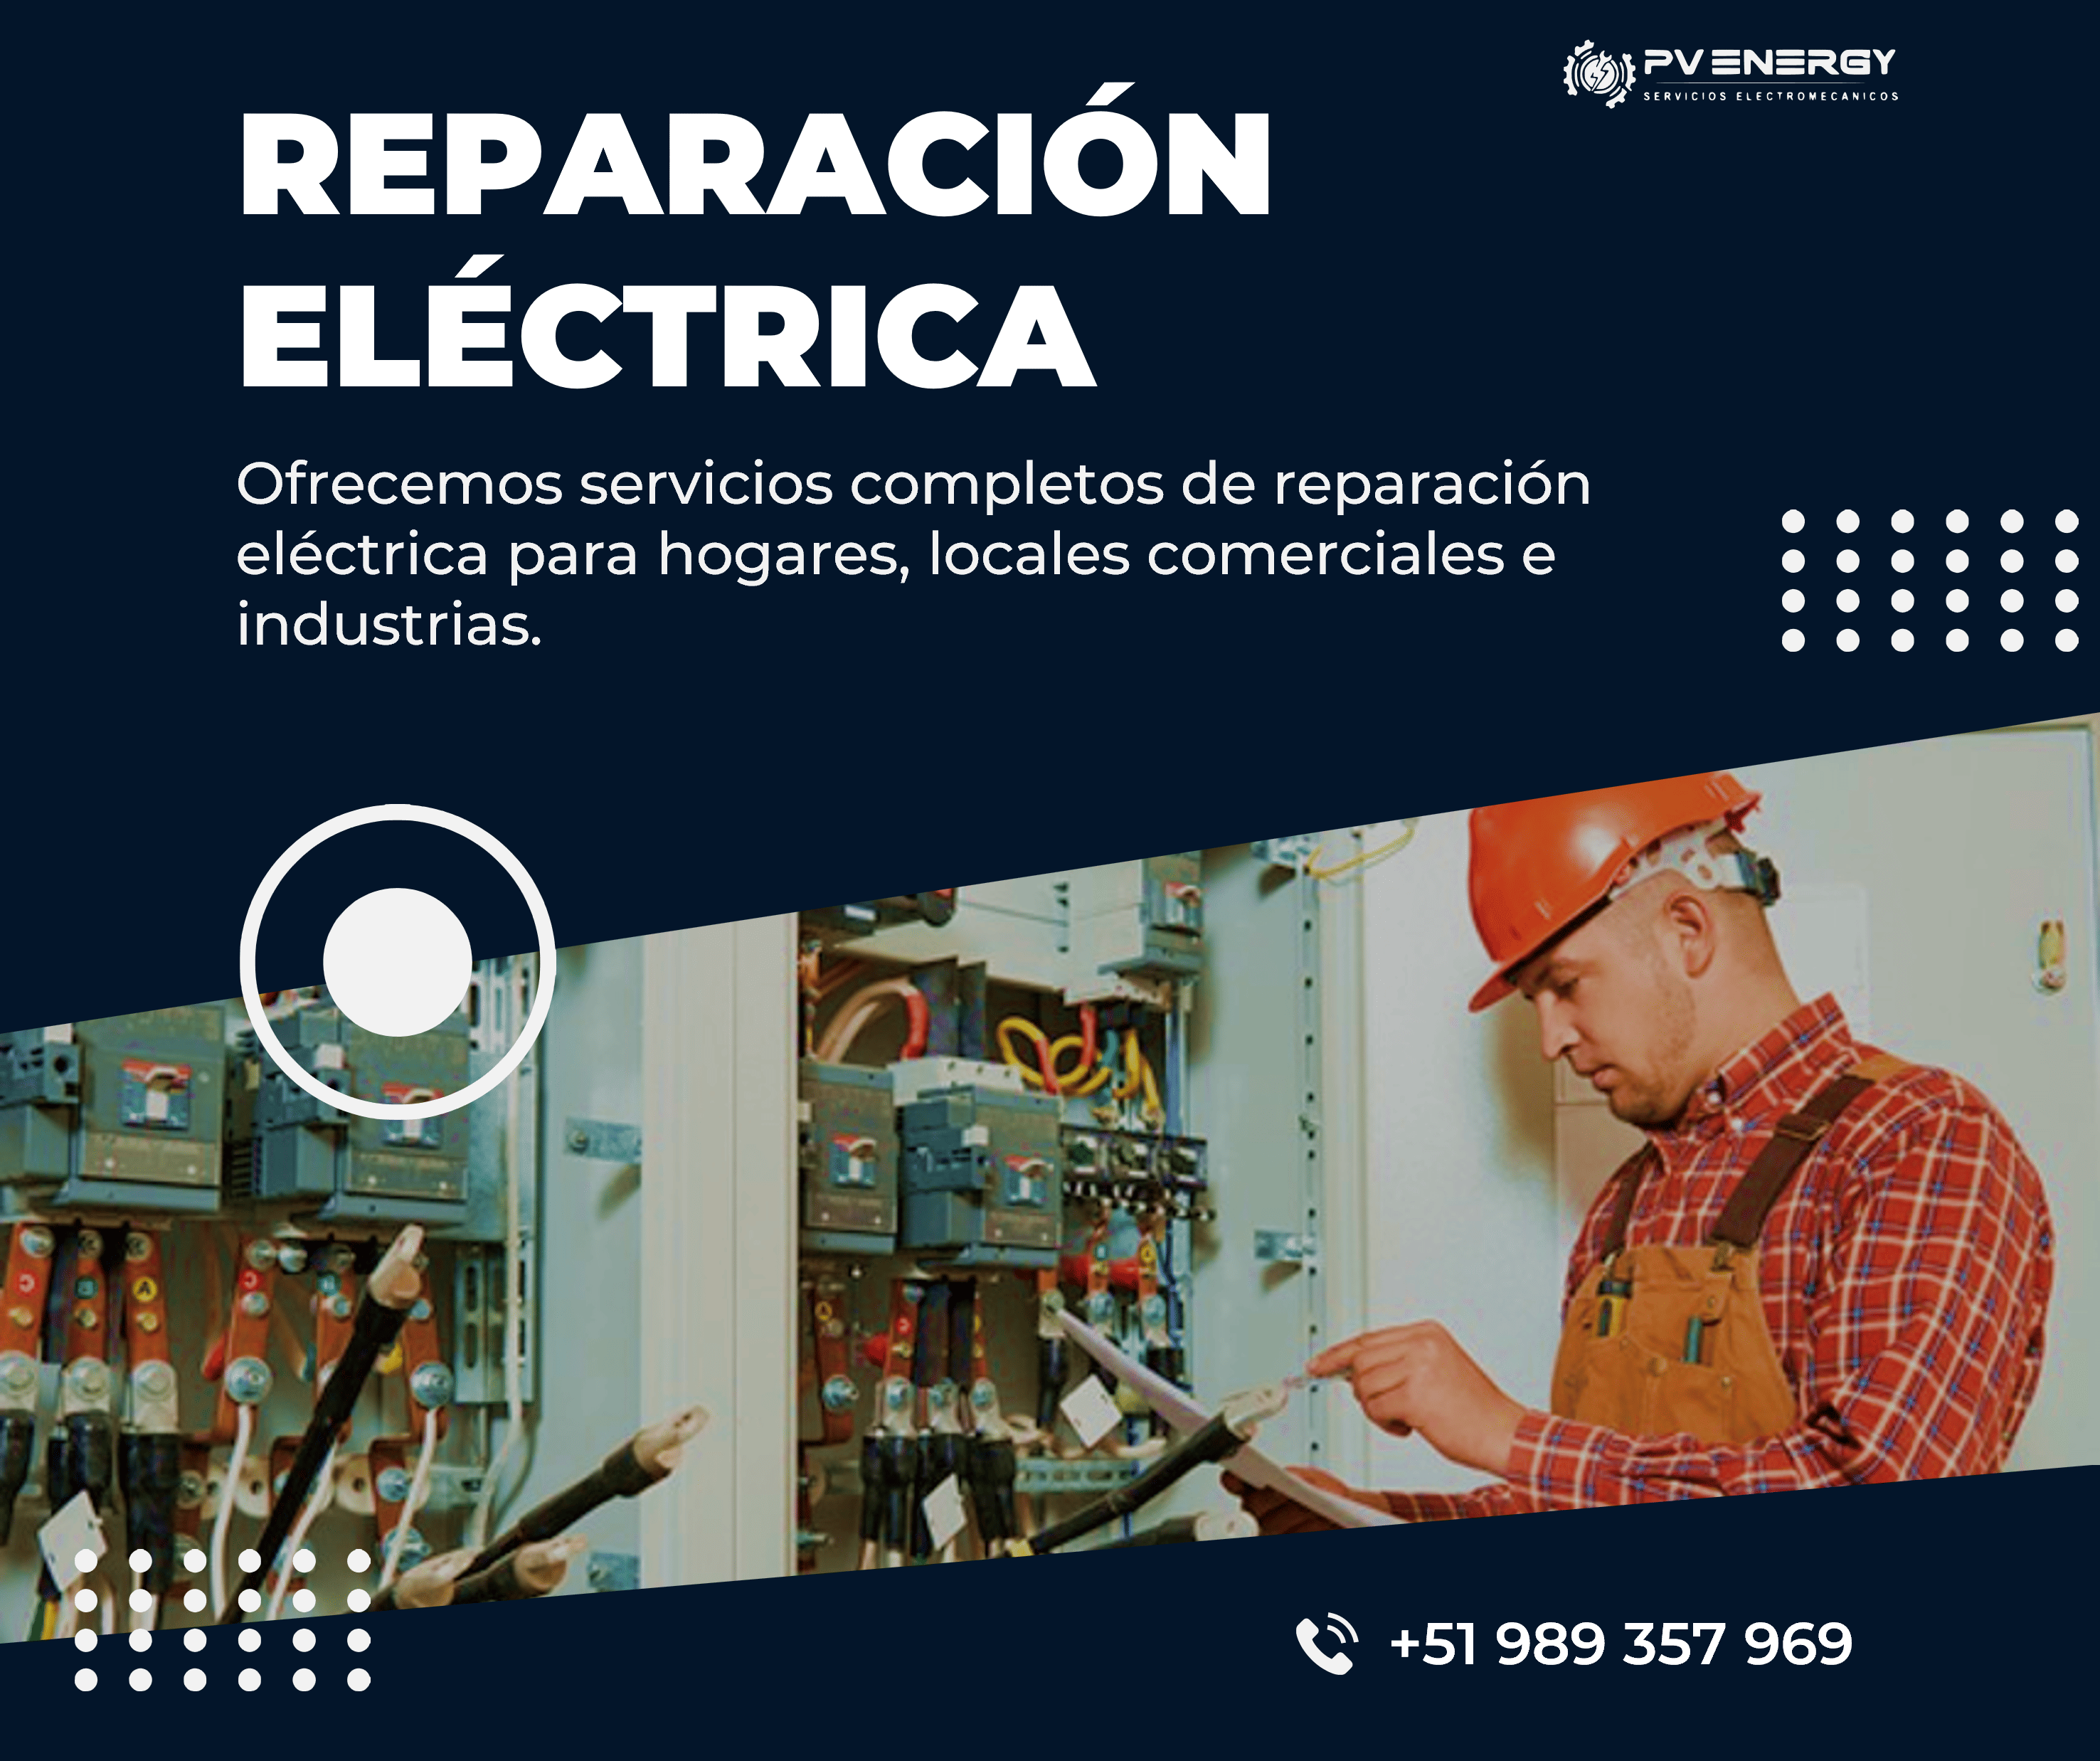 PV ENERGY
SERVICIOS ELECTROMECANICOS
REPARACIÓN
ELÉCTRICA
Ofrecemos servicios completos de reparación
eléctrica para hogares, locales comerciales e
industrias.
C
B
A
+51 989 357 969